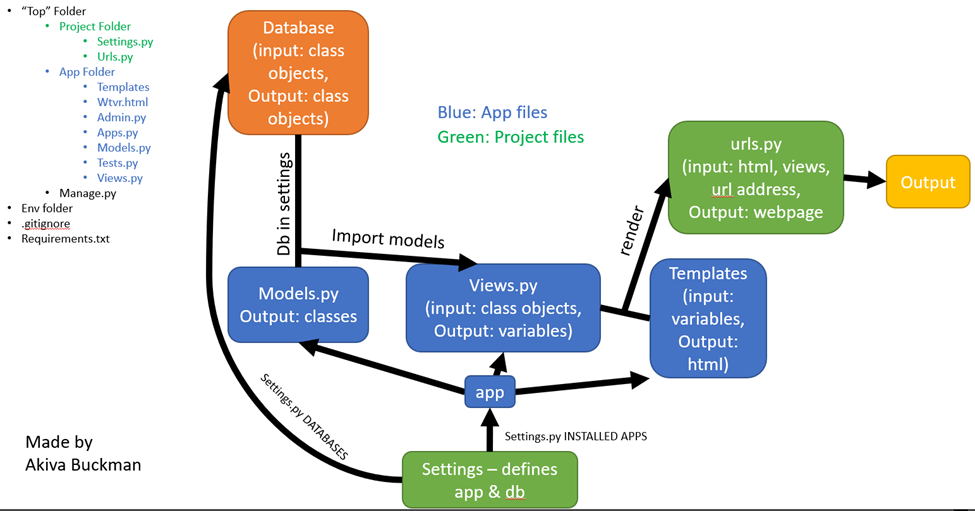 “Top” Folder
Project Folder
Settings.py
Urls.py
App Folder
Templates
Wtvr.html
Admin.py
Apps.py
Models.py
Tests.py
Views.py
Manage.py
Env folder
.gitignore
Requirements.txt
Database
(input: class
objects,
Output: class
objects)
Blue: App files
Green: Project files
urls.py
(input: html, views,
url address,
Output: webpage
Output
Db in settings
Import models
render
Models.py
Output: classes
Views.py
(input: class objects,
Output: variables)
Templates
(input:
variables,
Output:
html)
app
Settings.py DATABASES
Settings.py INSTALLED APPS
Settings – defines
app & db
Made by
Akiva Buckman